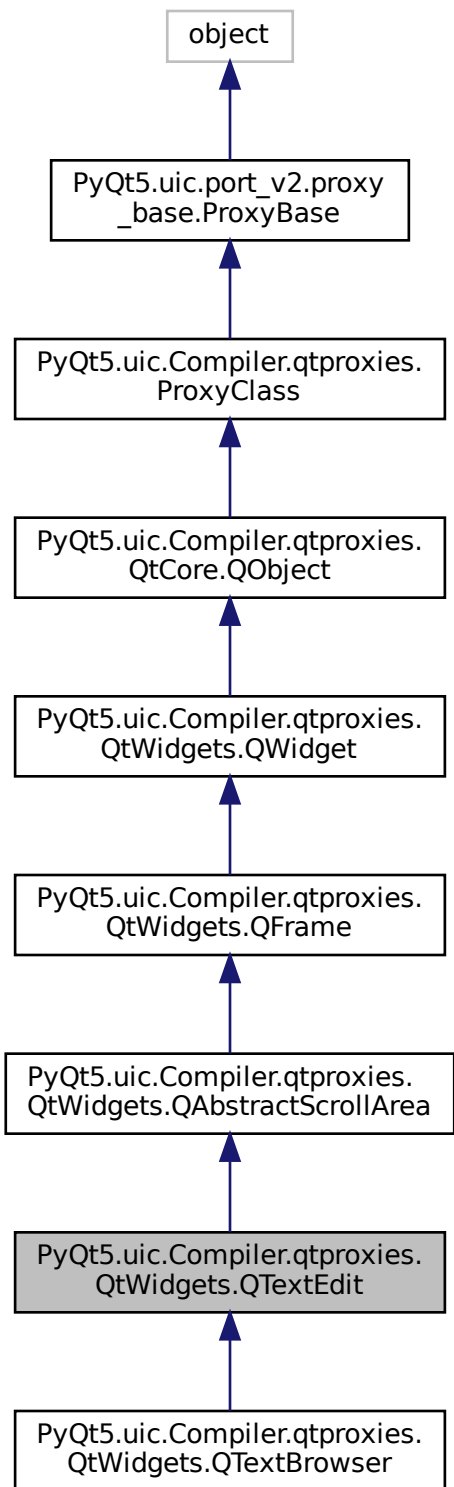 object
PyQt5.uic.port_v2.proxy
_base.ProxyBase
PyQt5.uic.Compiler.qtproxies.
ProxyClass
PyQt5.uic.Compiler.qtproxies.
QtCore.QObject
PyQt5.uic.Compiler.qtproxies.
QtWidgets.QWidget
PyQt5.uic.Compiler.qtproxies.
QtWidgets.QFrame
PyQt5.uic.Compiler.qtproxies.
QtWidgets.QAbstractScrollArea
PyQt5.uic.Compiler.qtproxies.
QtWidgets.QTextEdit
PyQt5.uic.Compiler.qtproxies.
QtWidgets.QTextBrowser